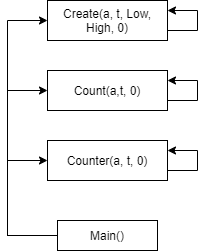 Create(a, t, Low,
High, 0)
Count(a,t, 0)
Counter(a, t, 0)
Main()